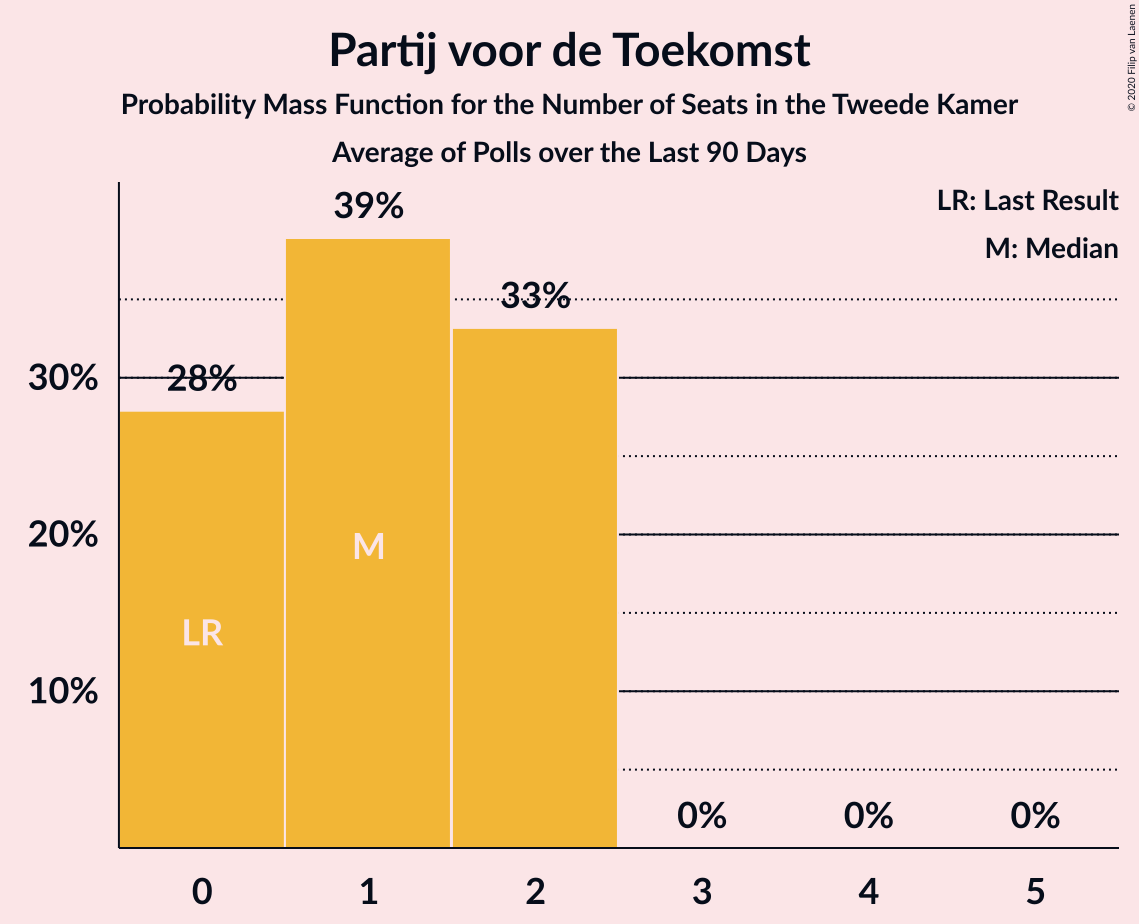 Partij voor de Toekomst
Probability Mass Function for the Number of Seats in the Tweede Kamer
Average of Polls over the Last 90 Days
© 2020 Filip van Laenen
LR: Last Result
M: Median
39%
33%
28%
30%
20%
10%
M
LR
0%
0%
0%
0
1
2
3
4
5